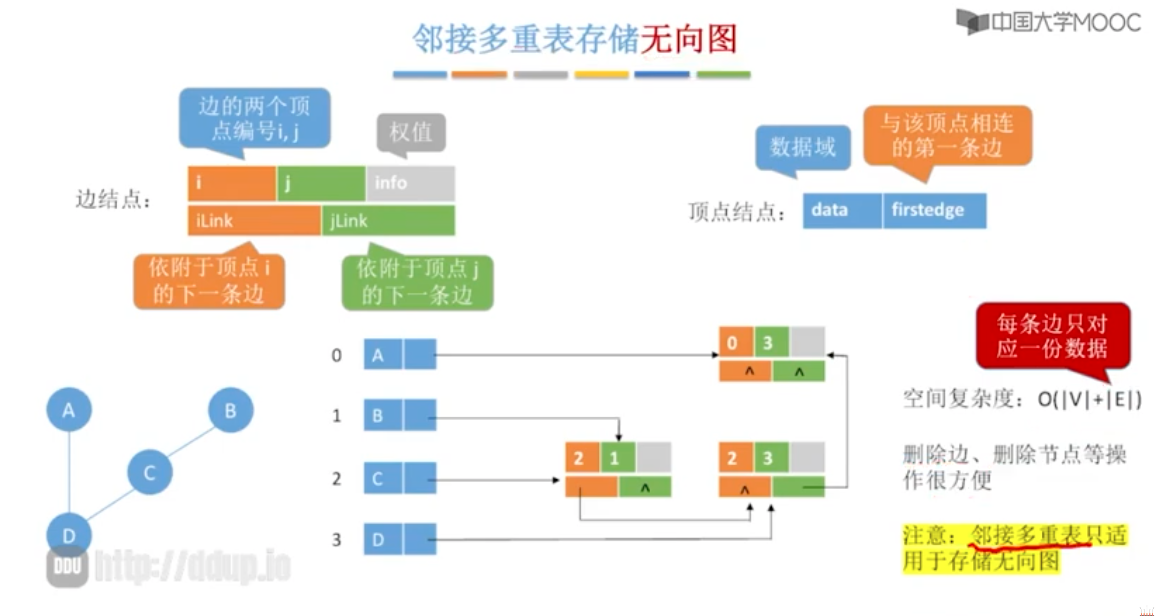 中国大学MOOC
邻接多重表存储无向图
边的两个顶
点编号i, j
权值
数据域
与该顶点相连
的第一条边
边结点：
i
j
info
iLink
jLink
顶点结点：
data
firstedge
依附于顶点 i
的下一条边
依附于顶点 j
的下一条边
每条边只对
应一份数据
0
A
0
3
^
^
空间复杂度：O(|V|+|E|)
A
B
1
B
删除边、删除节点等操
作很方便
C
2
C
2
1
^
2
3
^
D
3
D
注意：邻接多重表只适
用于存储无向图
DDU
http://ddup.io